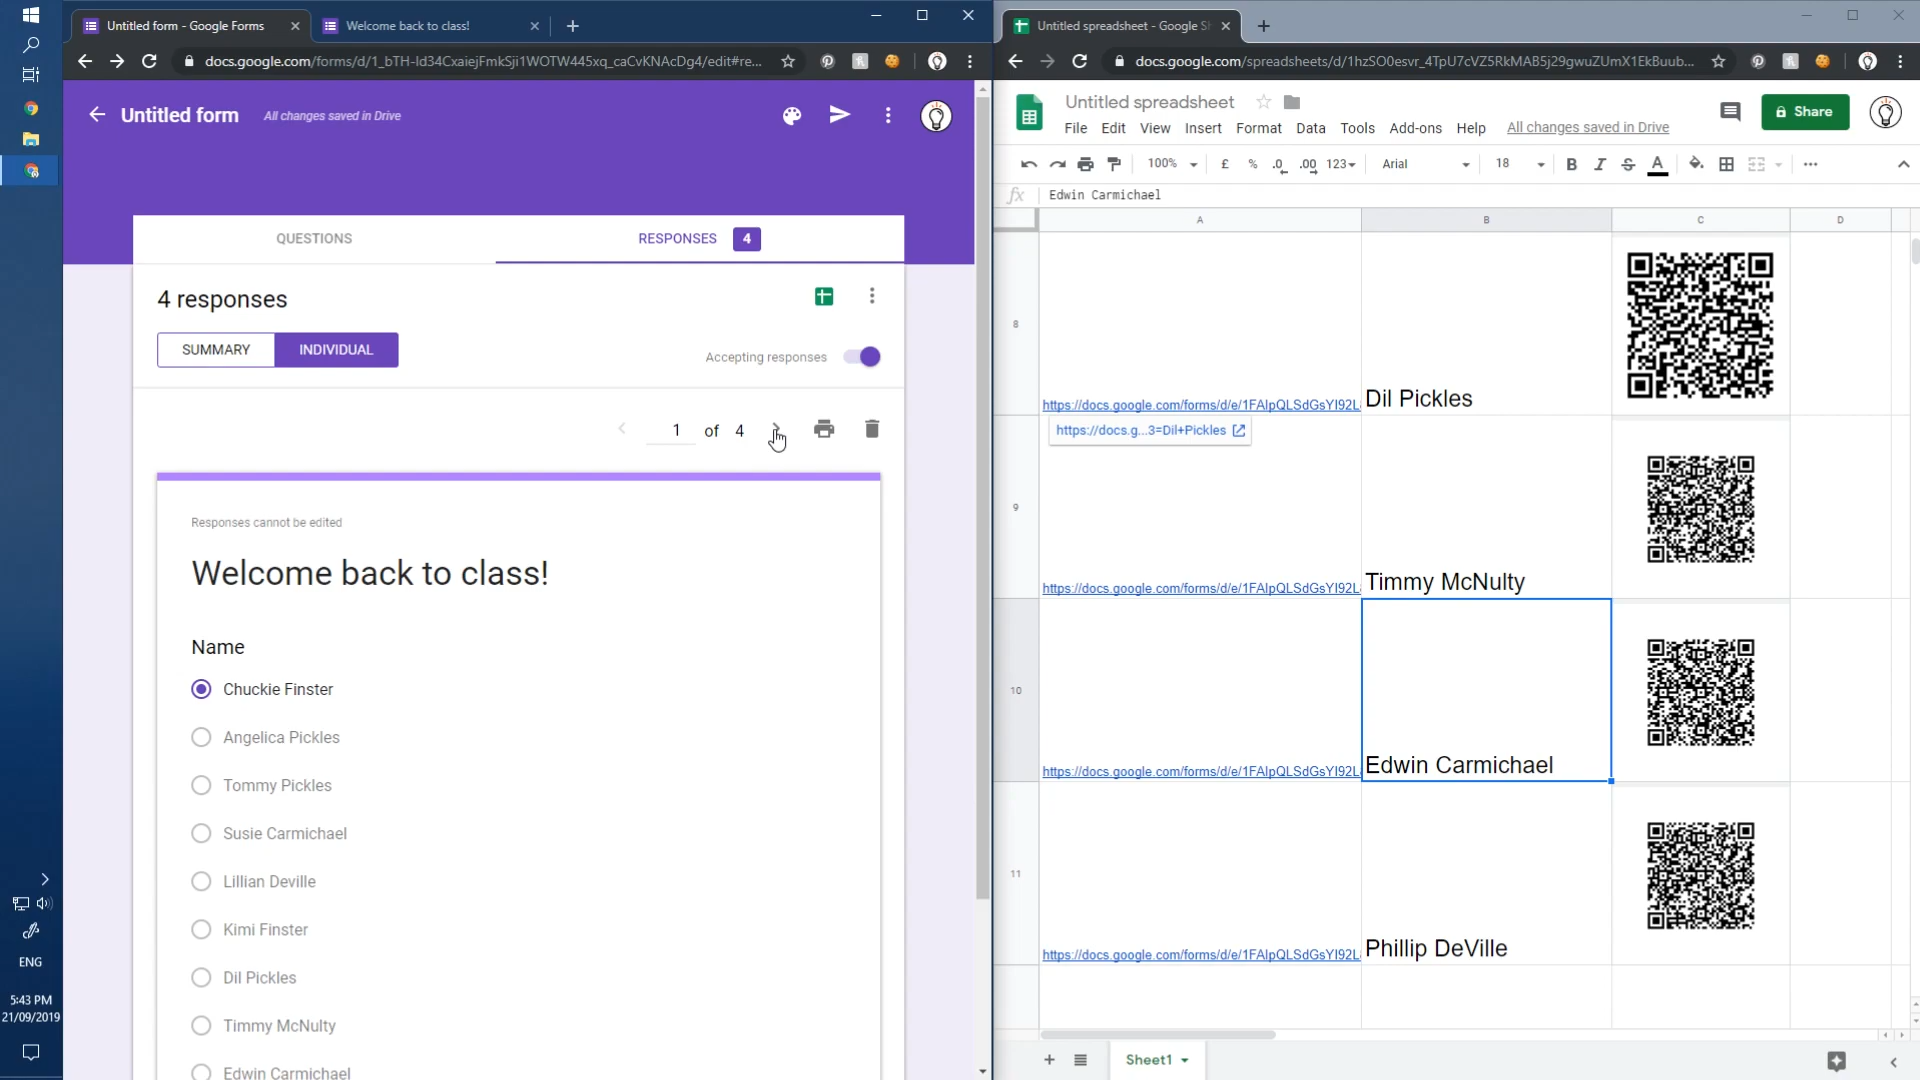 Untitled form - Google Forms
Welcome back to class!
docs.google.com/forms/d/1_bTH-Id34CxaiejFmkSji1WOTW445xq_caCvKNAcDg4/edit#re...
Untitled form
All changes saved in Drive
QUESTIONS
RESPONSES
4
4 responses
SUMMARY
INDIVIDUAL
Accepting responses
1 of 4
Responses cannot be edited
Welcome back to class!
Name
Chuckie Finster
Angelica Pickles
Tommy Pickles
Susie Carmichael
Lillian Deville
Kimi Finster
Dil Pickles
Timmy McNulty
Edwin Carmichael
ENG
5:43 PM
21/09/2019
Untitled spreadsheet - Google Sh
docs.google.com/spreadsheets/d/1hzSO0esvr_4TpU7cVZ5RkMAB5j29gwuZUmX1EkBuub...
Untitled spreadsheet
File Edit View Insert Format Data Tools Add-ons Help All changes saved in Drive
Share
100% £ % .0 .00 123 Arial 18 B I S A
fx Edwin Carmichael
A B C D
8
https://docs.google.com/forms/d/e/1FAIpQLSdGsYI92L
Dil Pickles
https://docs.g...3=Dil+Pickles
9
https://docs.google.com/forms/d/e/1FAIpQLSdGsYI92L
Timmy McNulty
10
https://docs.google.com/forms/d/e/1FAIpQLSdGsYI92L
Edwin Carmichael
11
https://docs.google.com/forms/d/e/1FAIpQLSdGsYI92L
Phillip DeVille
Sheet1